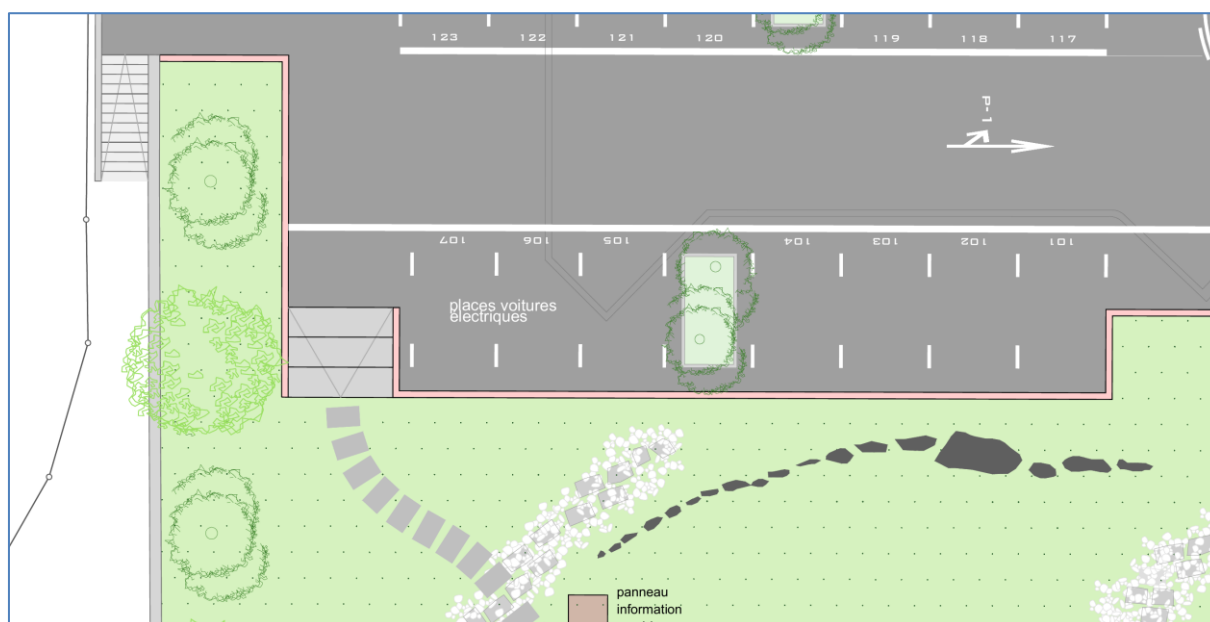 123 122 121 120 119 118 117
P-1
107 106 105 104 103 102 101
places voitures
électriques
panneau
information